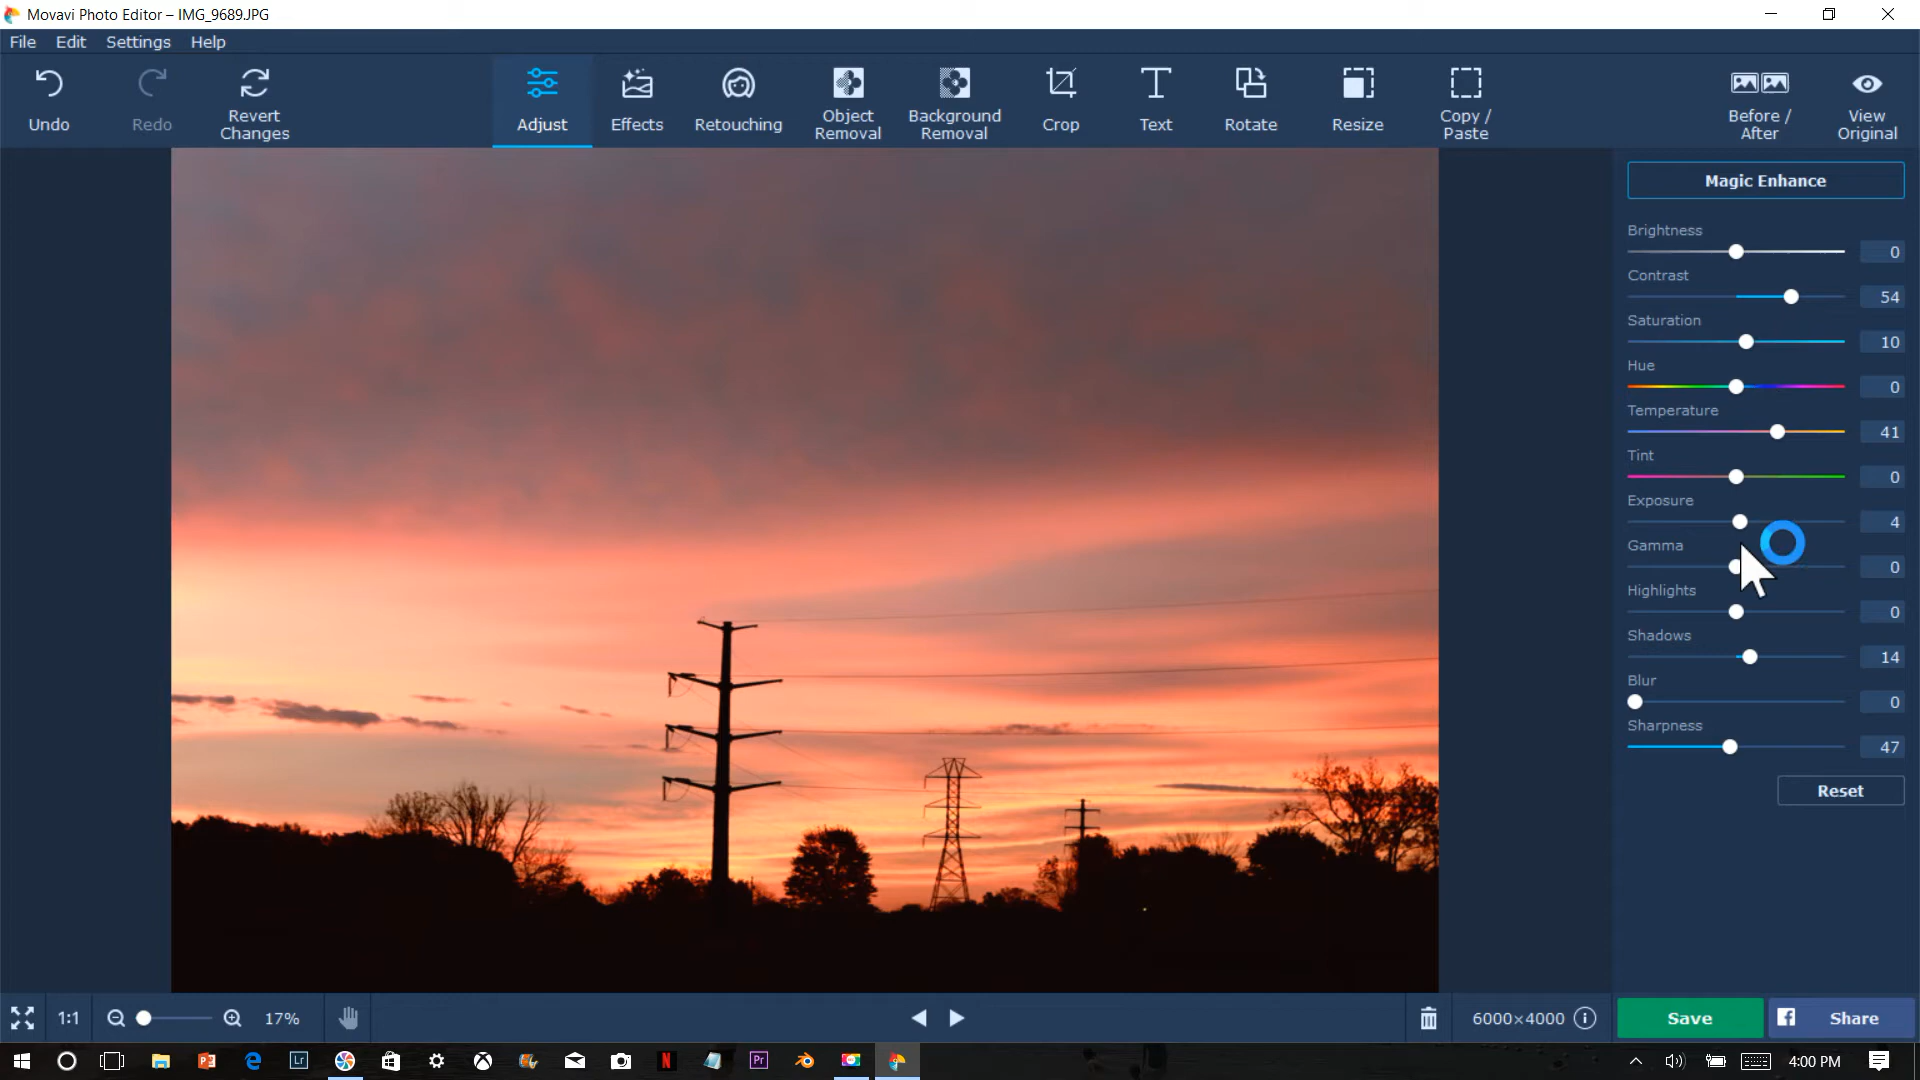 Movavi Photo Editor – IMG_9689.JPG
File Edit Settings Help
Undo
Redo
Revert
Changes
Adjust
Effects
Retouching
Object
Removal
Background
Removal
Crop
Text
Rotate
Resize
Copy /
Paste
Before /
After
View
Original
Magic Enhance
Brightness
0
Contrast
54
Saturation
10
Hue
0
Temperature
41
Tint
0
Exposure
4
Gamma
0
Highlights
0
Shadows
14
Blur
0
Sharpness
47
Reset
1:1
17%
6000×4000
Save
Share
Lr
Pr
4:00 PM